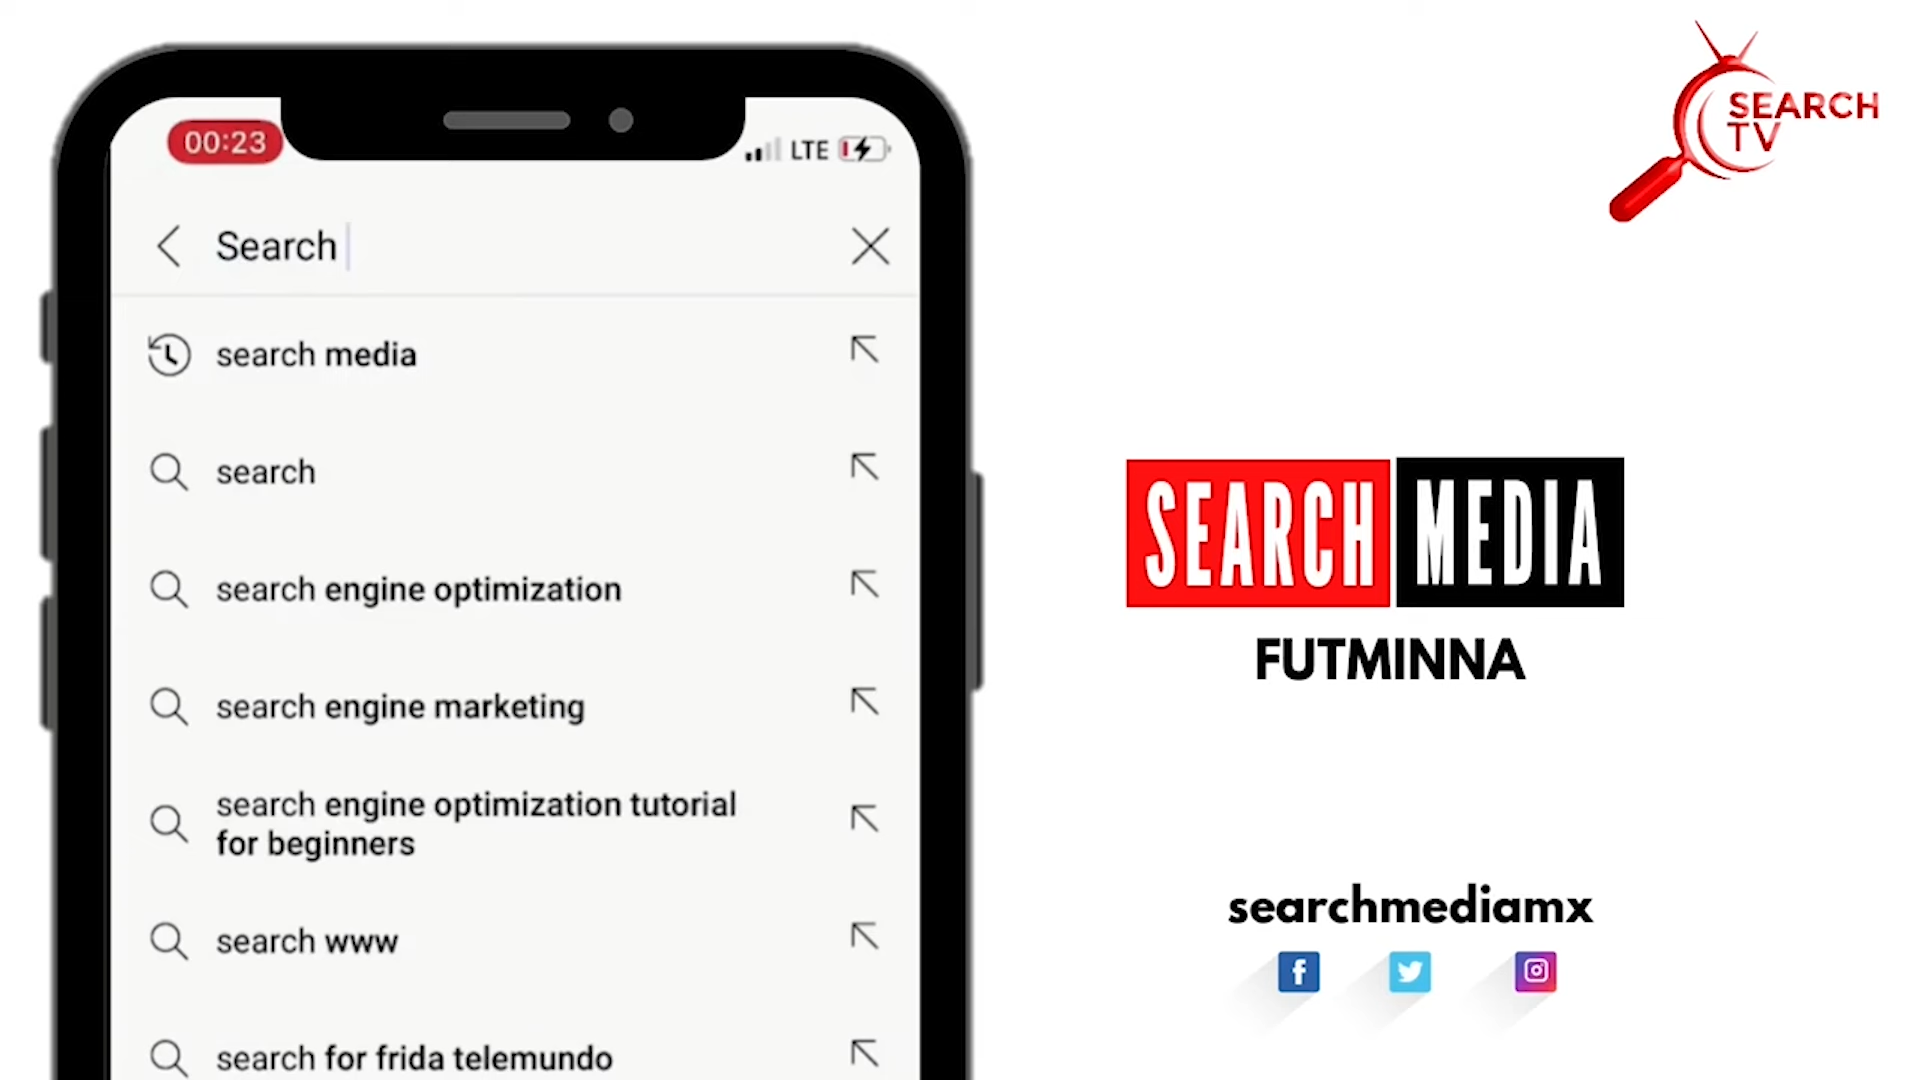 00:23
LTE
Search
search media
search
search engine optimization
search engine marketing
search engine optimization tutorial
for beginners
search www
search for frida telemundo
SEARCH
TV
SEARCH MEDIA
FUTMINNA
searchmediamx